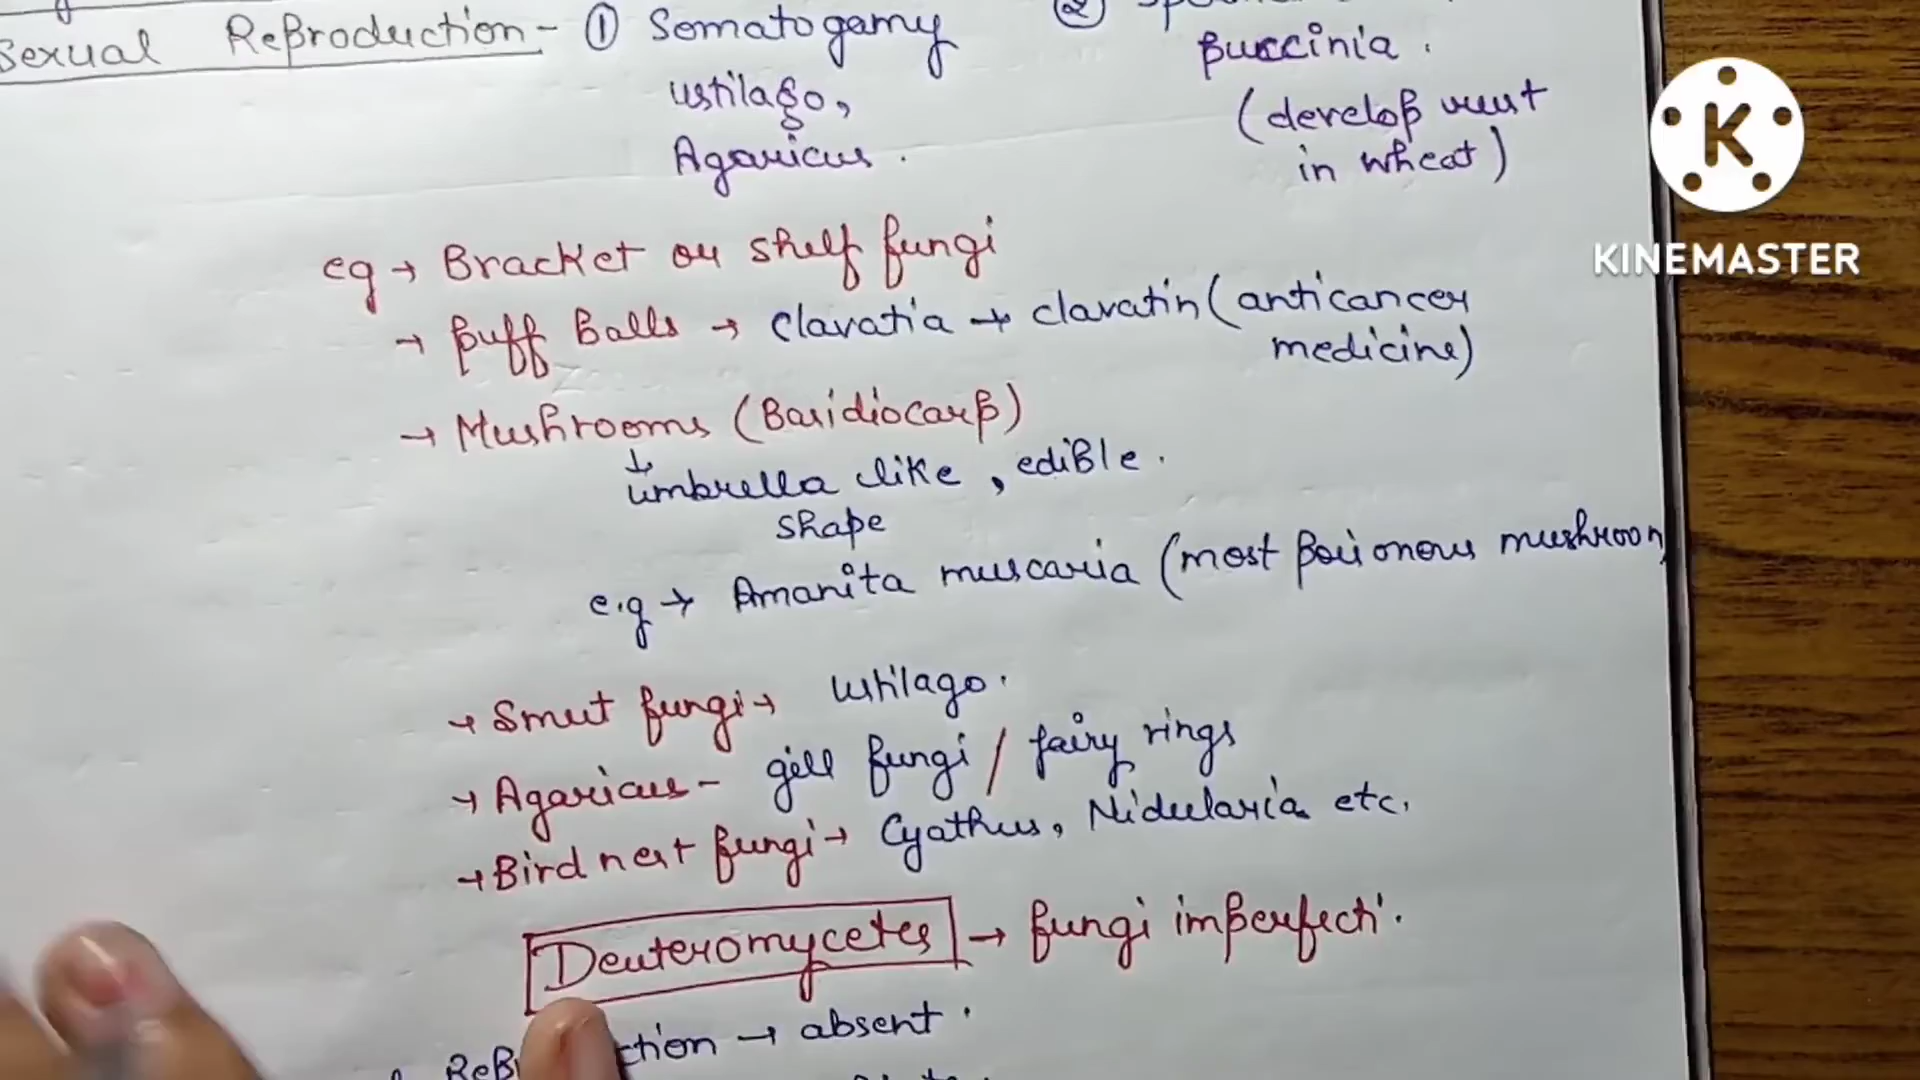 Sexual Reproduction - ① Somatogamy ②
ustilago,
Agaricus.
puccinia.
(develop rust
in wheat)
eg → Bracket or shelf fungi
→ puff Balls → clavatia → clavatin (anticancer
medicine)
→ Mushrooms (Basidiocarp)
↓
umbrella like, edible.
shape
e.g → Amanita muscaria (most poisonous mushroom
→ Smut fungi → ustilago.
→ Agaricus - gill fungi / fairy rings
→ Bird nest fungi → Cyathus, Nidularia etc.
Deuteromycetes → fungi imperfecti.
→ absent.
K
KINEMASTER